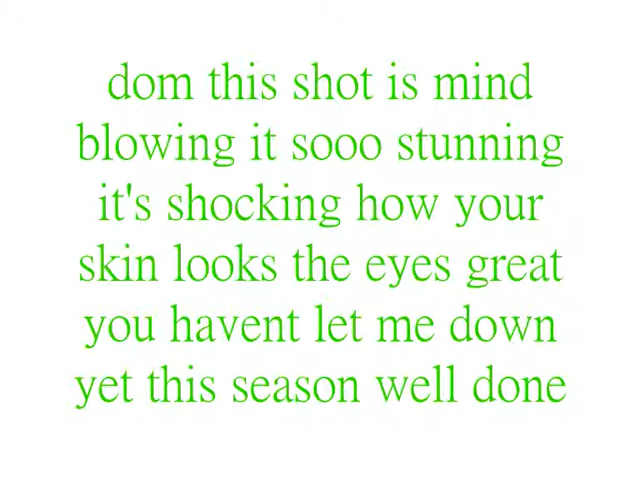 dom this shot is mind
blowing it sooo stunning
it's shocking how your
skin looks the eyes great
you havent let me down
yet this season well done